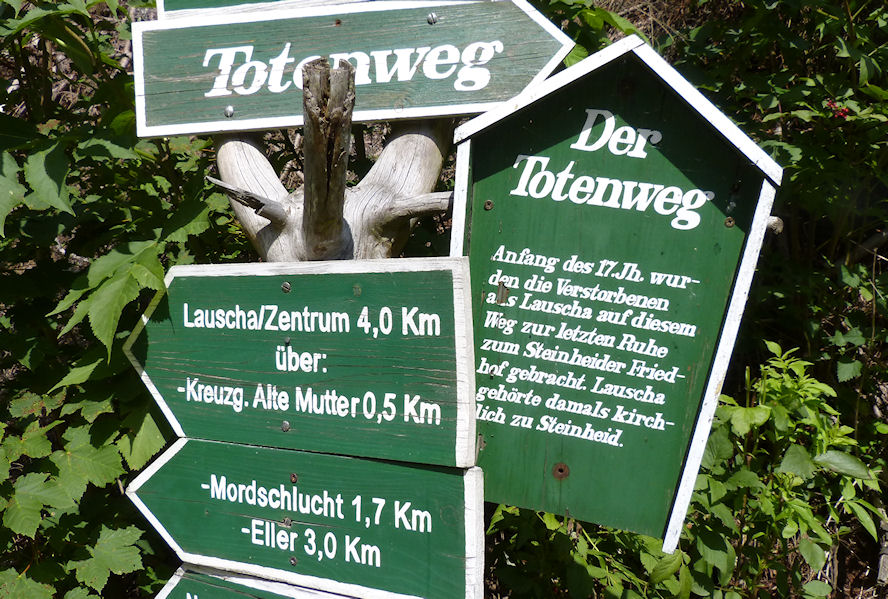 Totenweg
Der
Totenweg
Anfang des 17.Jh. wur-
den die Verstorbenen
aus Lauscha auf diesem
Weg zur letzten Ruhe
zum Steinheider Fried-
hof gebracht. Lauscha
gehörte damals kirch-
lich zu Steinheid.
Lauscha/Zentrum 4,0 Km
über:
-Kreuzg. Alte Mutter 0,5 Km
-Mordschlucht 1,7 Km
-Eller 3,0 Km